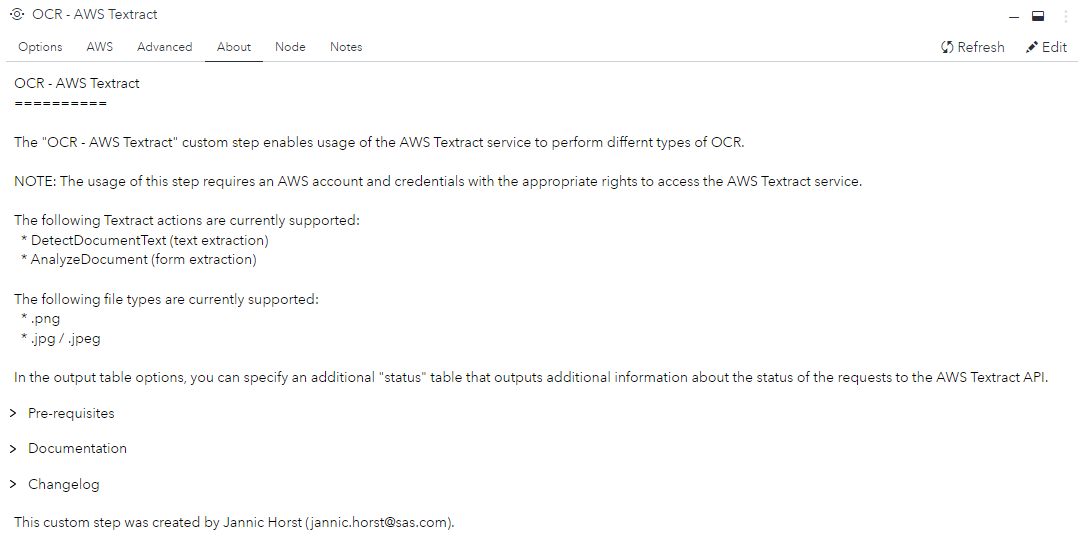 OCR - AWS Textract
Options AWS Advanced About Node Notes Refresh Edit
OCR - AWS Textract
==========
The "OCR - AWS Textract" custom step enables usage of the AWS Textract service to perform differnt types of OCR.
NOTE: The usage of this step requires an AWS account and credentials with the appropriate rights to access the AWS Textract service.
The following Textract actions are currently supported:
* DetectDocumentText (text extraction)
* AnalyzeDocument (form extraction)
The following file types are currently supported:
* .png
* .jpg / .jpeg
In the output table options, you can specify an additional "status" table that outputs additional information about the status of the requests to the AWS Textract API.
> Pre-requisites
> Documentation
> Changelog
This custom step was created by Jannic Horst (jannic.horst@sas.com).